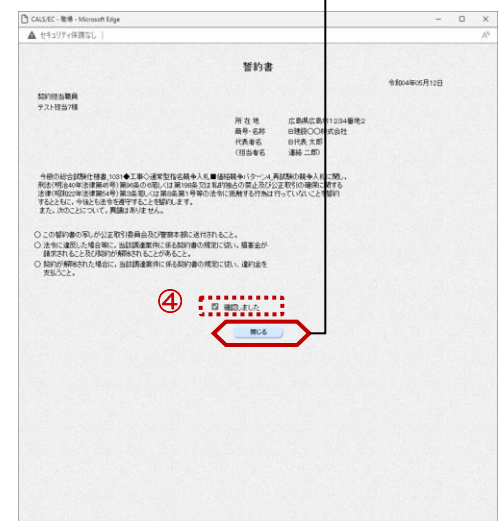 CALS/EC - 電子入札 - Microsoft Edge
セキュリティ保護なし
誓約書
令和04年05月12日
契約担当職員
テスト担当7様
所 在 地 広島県広島市1234番地2
商号・名称 B建設〇〇株式会社
代表者名 B代表 太郎
(担当者名 連絡 二郎)
今般の総合試験仕様書_1031◆工事◇通常型指名競争入札■価格競争パターン4_再試験の競争入札に関し、
刑法(明治40年法律第45号)第96条の6若しくは第198条又は私的独占の禁止及び公正取引の確保に関する
法律(昭和22年法律第54号)第3条若しくは第8条第1号等の法令に抵触する行為は行っていないことを誓約
するとともに、今後とも法令を遵守することを誓約します。
また、次のことについて、異議はありません。
〇 この誓約書の写しが公正取引委員会及び警察本部に送付されること。
〇 法令に違反した場合等に、当該調達案件に係る契約書の規定に従い、損害金が
請求されること及び契約が解除されることがあること。
〇 契約が解除された場合に、当該調達案件に係る契約書の規定に従い、違約金を
支払うこと。
④
確認しました
閉じる